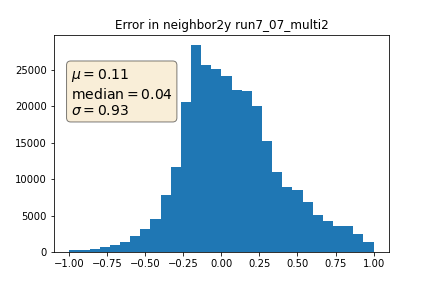 Error in neighbor2y run7_07_multi2
μ = 0.11
median = 0.04
σ = 0.93
25000
20000
15000
10000
5000
0
−1.00 −0.75 −0.50 −0.25 0.00 0.25 0.50 0.75 1.00